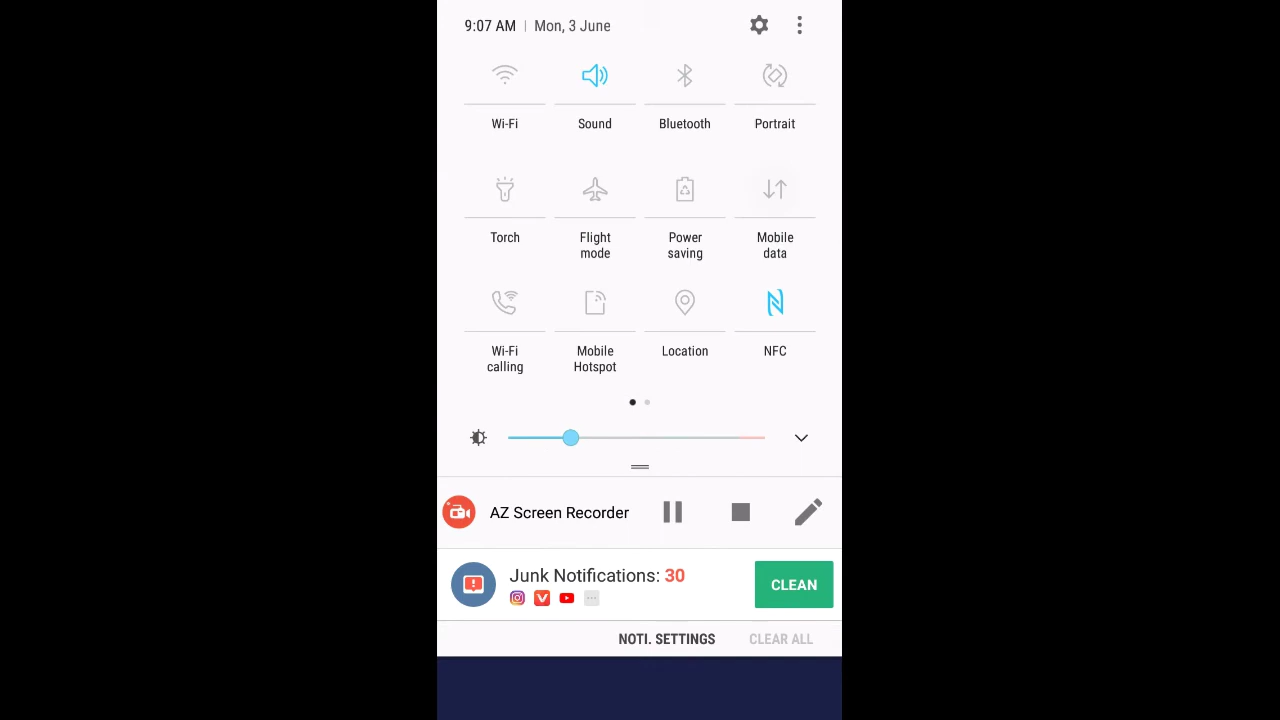 9:07 AM | Mon, 3 June
Wi-Fi Sound Bluetooth Portrait
Torch Flight Power Mobile
mode saving data
Wi-Fi Mobile Location NFC
calling Hotspot
AZ Screen Recorder
Junk Notifications: 30
CLEAN
NOTI. SETTINGS CLEAR ALL